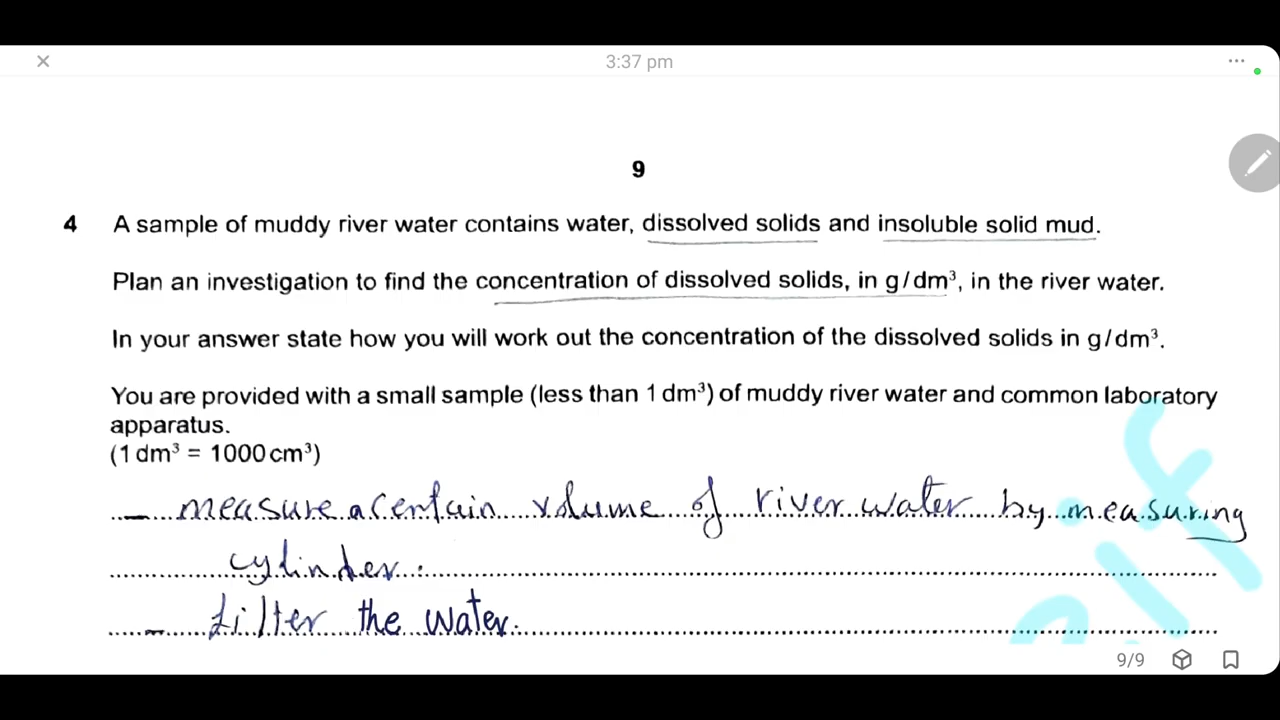 3:37 pm
9
4 A sample of muddy river water contains water, dissolved solids and insoluble solid mud.
Plan an investigation to find the concentration of dissolved solids, in g/dm³, in the river water.
In your answer state how you will work out the concentration of the dissolved solids in g/dm³.
You are provided with a small sample (less than 1 dm³) of muddy river water and common laboratory
apparatus.
(1 dm³ = 1000 cm³)
– measure a certain volume of river water by measuring
cylinder.
– filter the water.
9/9